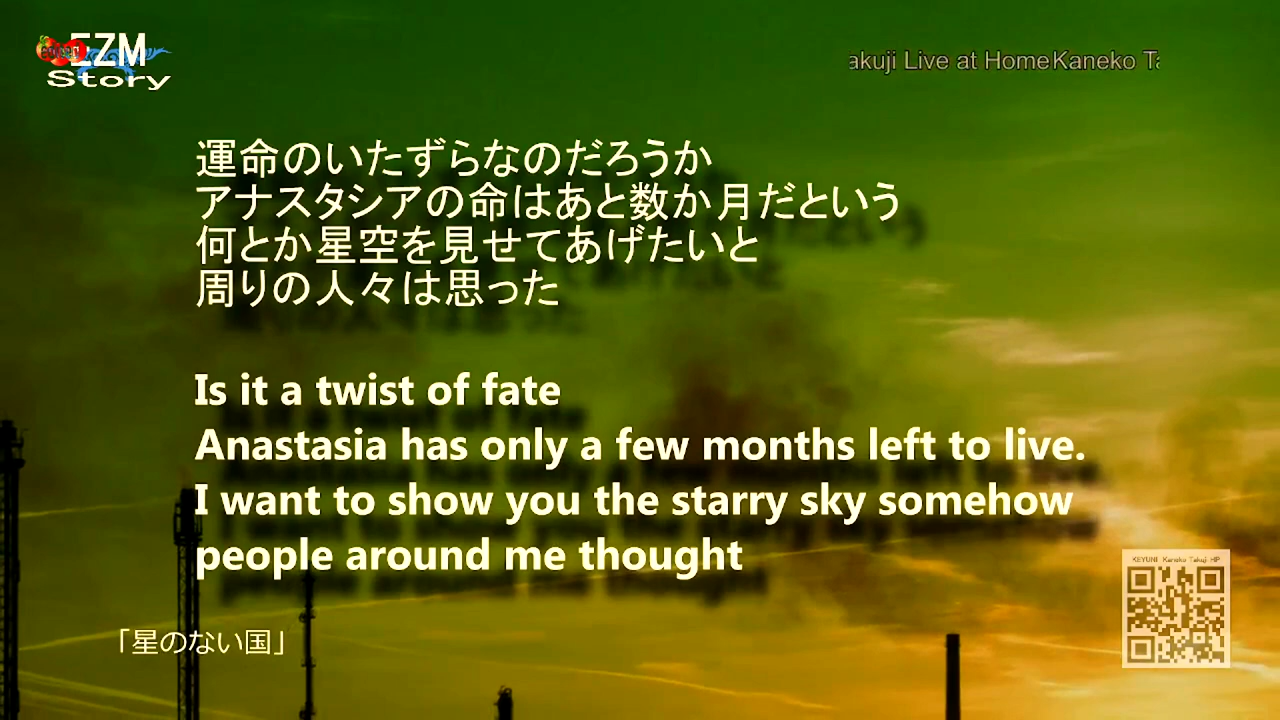 EZM
Story
akuji Live at HomeKaneko Ta
運命のいたずらなのだろうか
アナスタシアの命はあと数か月だという
何とか星空を見せてあげたいと
周りの人々は思った
Is it a twist of fate
Anastasia has only a few months left to live.
I want to show you the starry sky somehow
people around me thought
KEYUNI Kaneko Takuji HP
「星のない国」